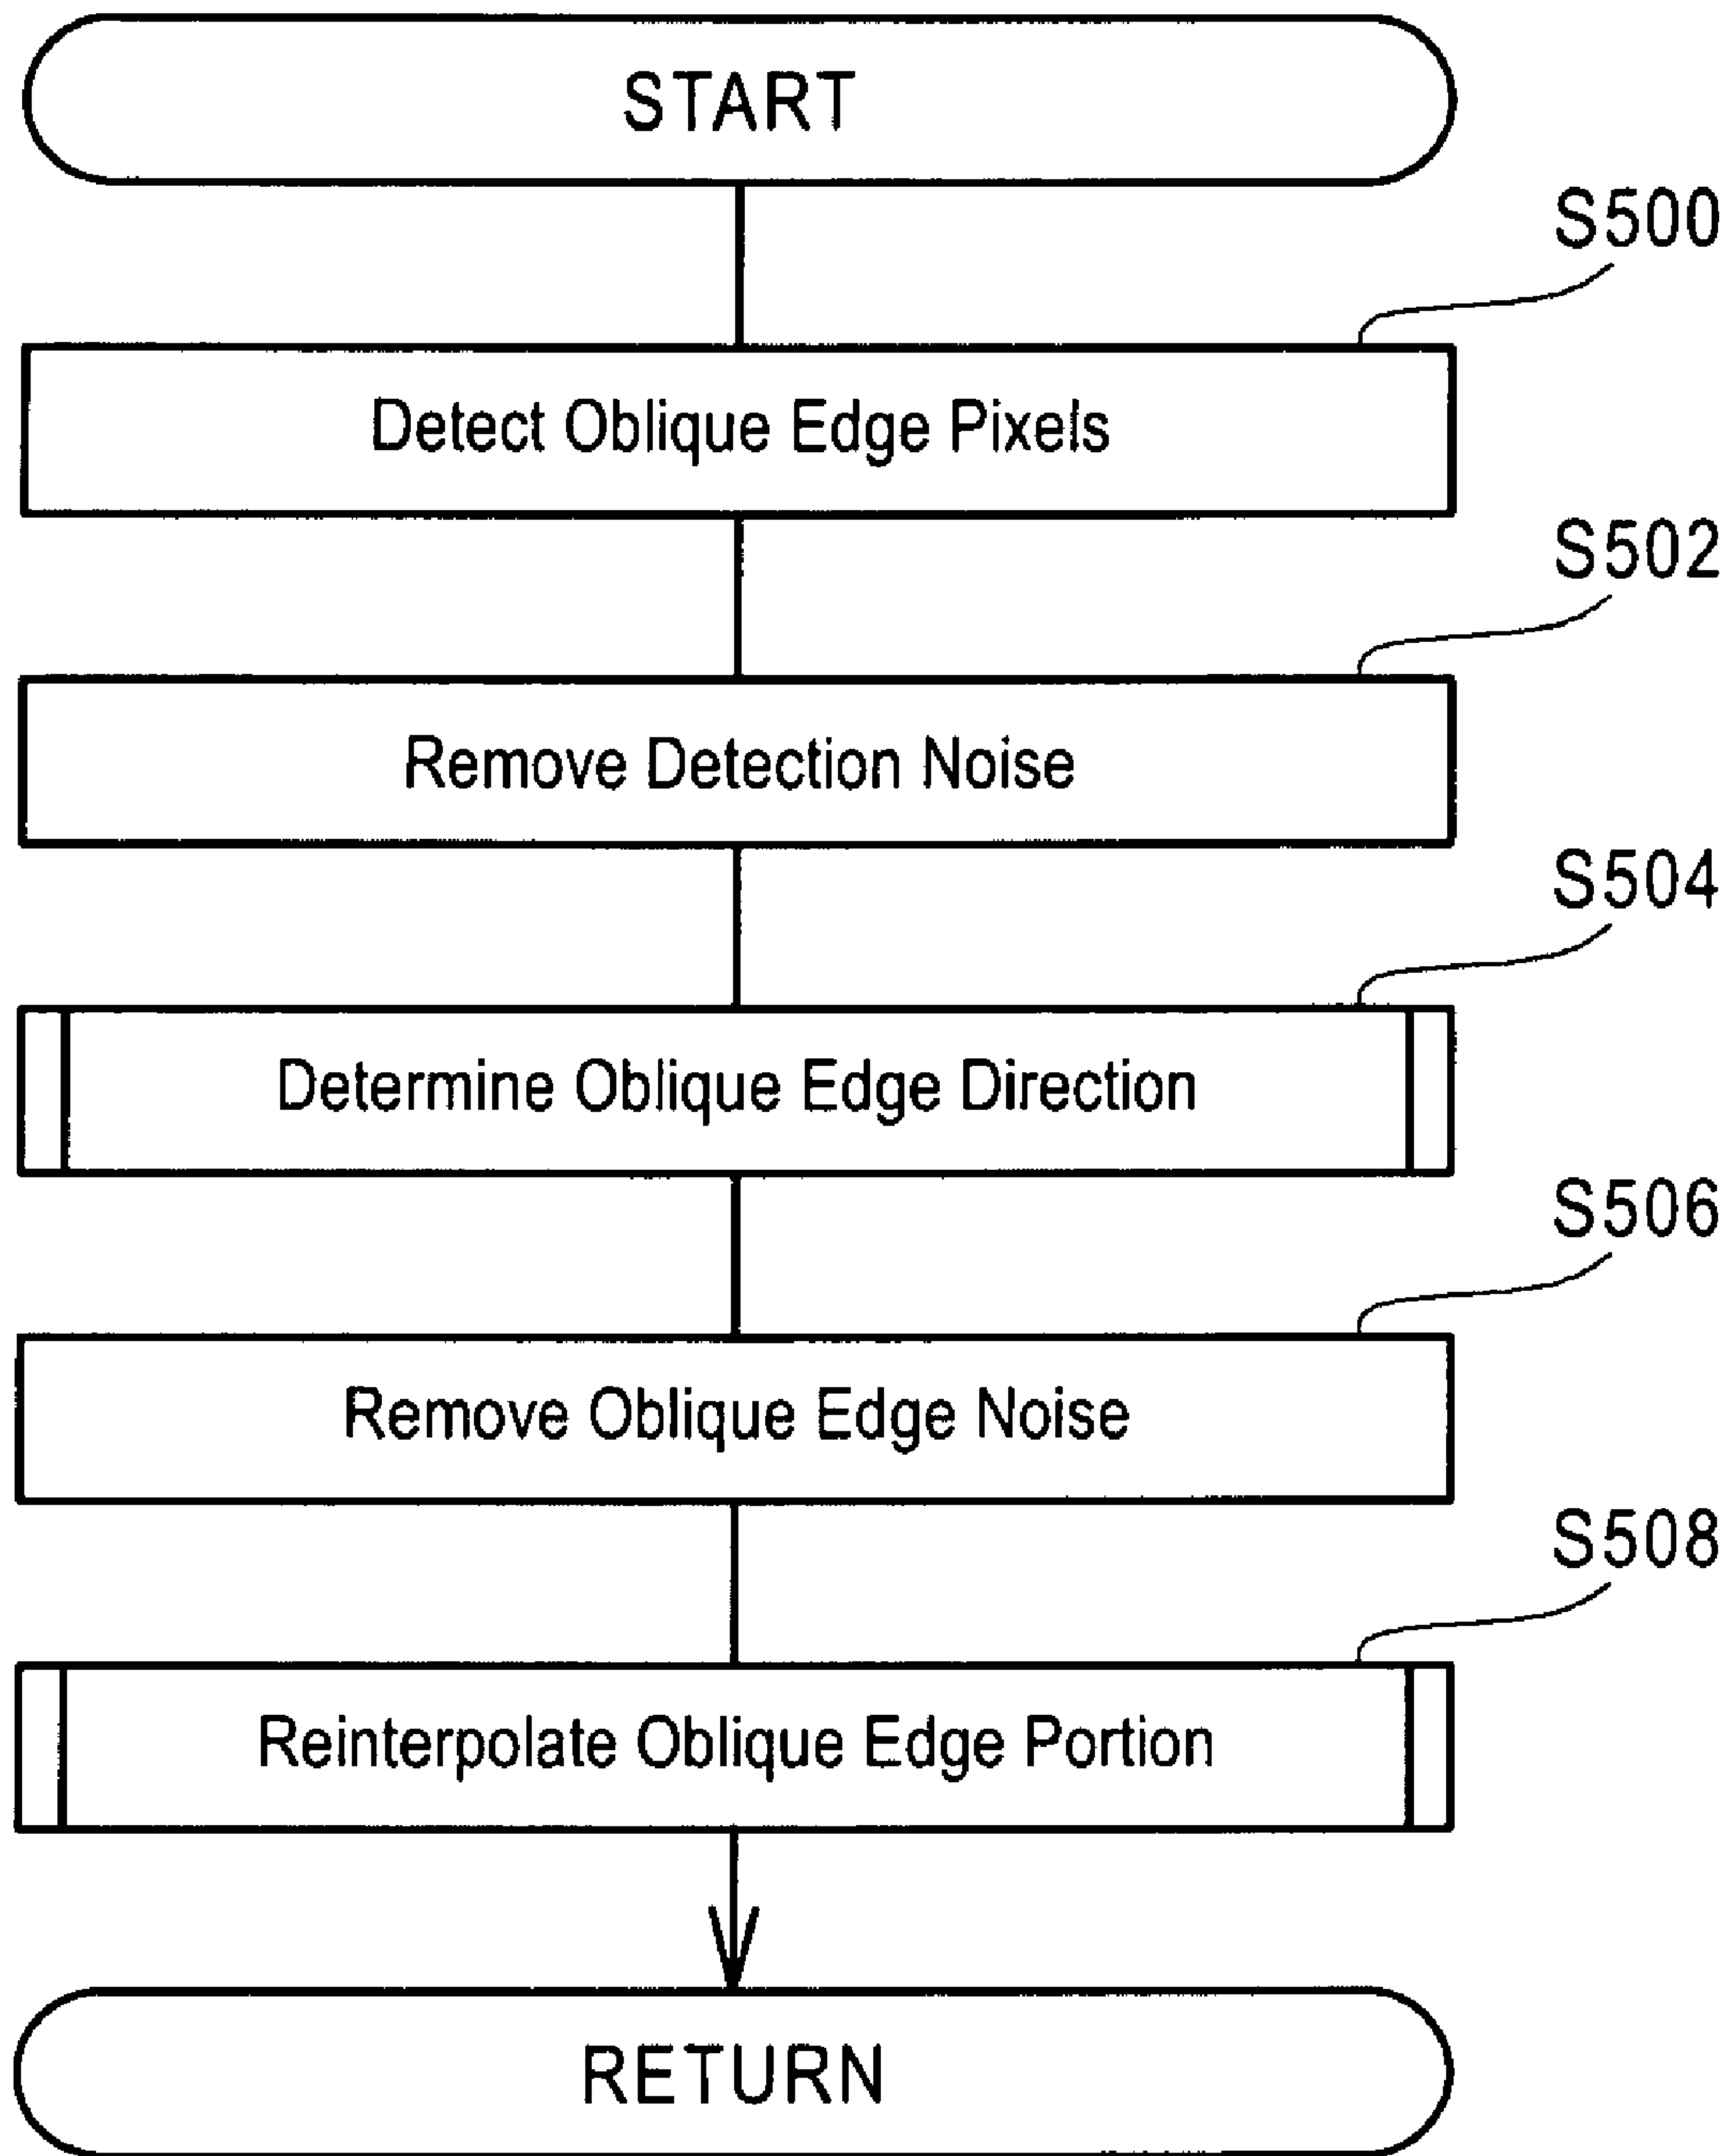 START
S500
Detect Oblique Edge Pixels
S502
Remove Detection Noise
S504
Determine Oblique Edge Direction
S506
Remove Oblique Edge Noise
S508
Reinterpolate Oblique Edge Portion
RETURN